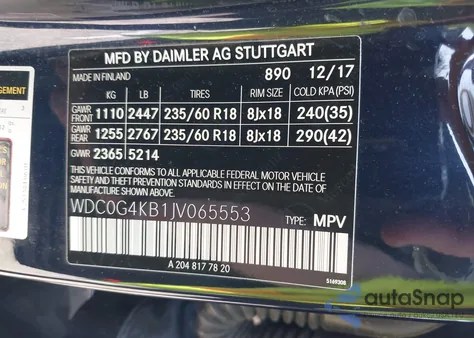 MFD BY DAIMLER AG STUTTGART
MADE IN FINLAND 890 12/17
KG LB TIRES RIM SIZE COLD KPA (PSI)
GAWR FRONT 1110 2447 235/60 R18 8Jx18 240(35)
GAWR REAR 1255 2767 235/60 R18 8Jx18 290(42)
GVWR 2365 5214
THIS VEHICLE CONFORMS TO ALL APPLICABLE FEDERAL MOTOR
VEHICLE SAFETY, BUMPER, AND THEFT PREVENTION STANDARDS
IN EFFECT ON THE DATE OF MANUFACTURE SHOWN ABOVE.
WDC0G4KB1JV065553 TYPE: MPV
A 204 817 78 20
autoSnap